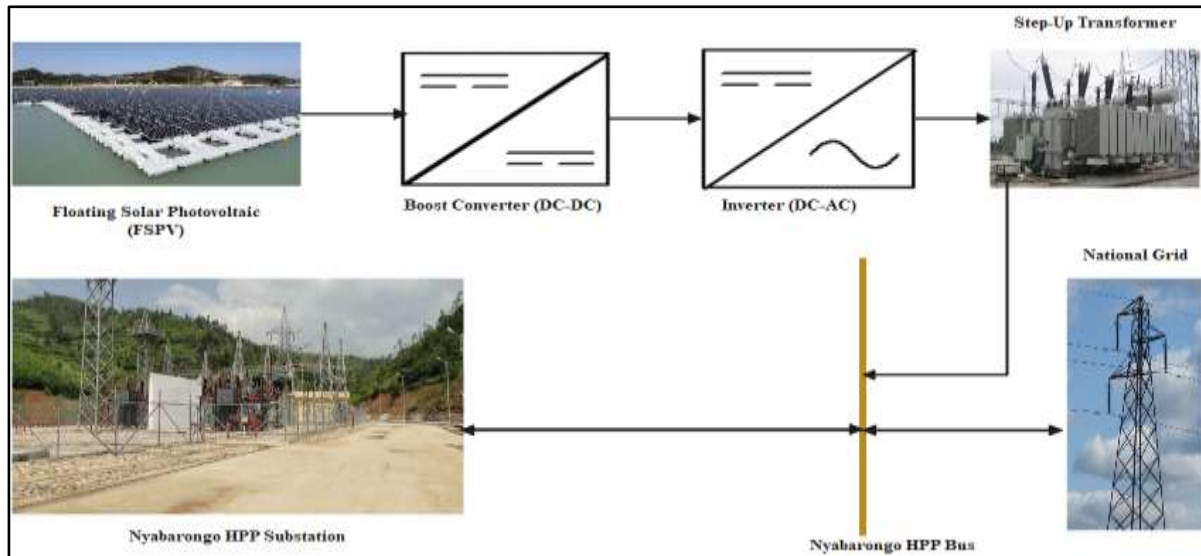 Step-Up Transformer
Floating Solar Photovoltaic
(FSPV)
Boost Converter (DC-DC)
Inverter (DC-AC)
National Grid
Nyabarongo HPP Substation
Nyabarongo HPP Bus